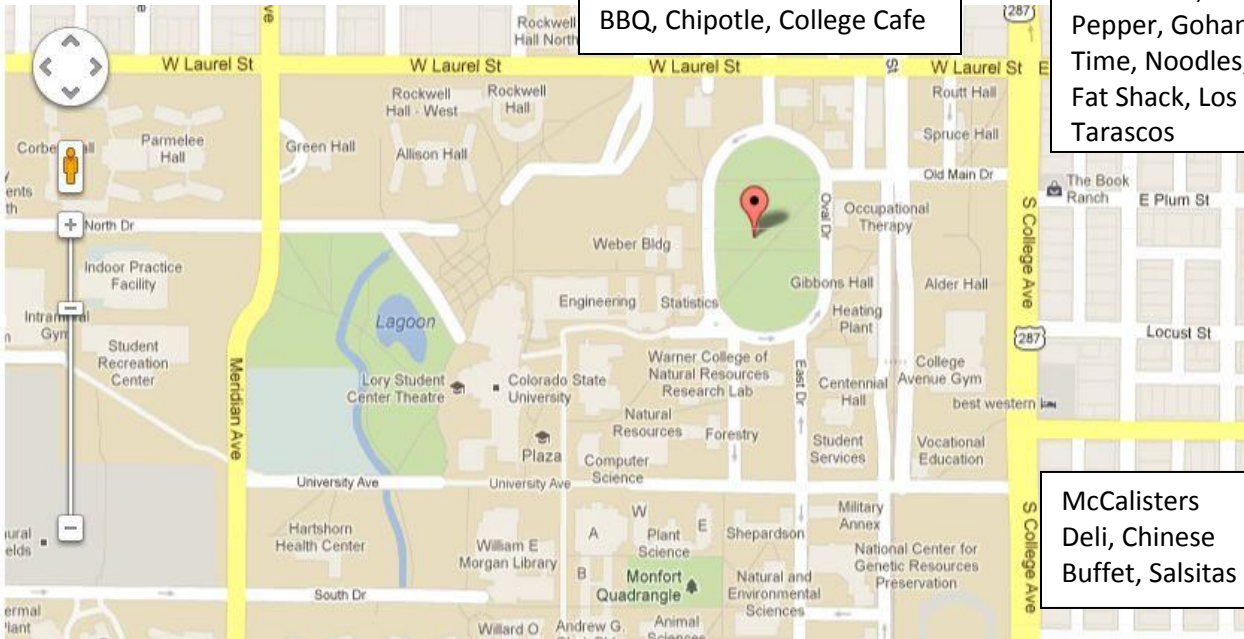 BBQ, Chipotle, College Cafe
287
Pepper, Gohan
Time, Noodles,
Fat Shack, Los
Tarascos
Rockwell
Hall North
W Laurel St
W Laurel St
W Laurel St
St
W Laurel St
E
Rockwell
Hall - West
Rockwell
Hall
Routt Hall
Parmelee
Hall
Green Hall
Allison Hall
Spruce Hall
Old Main Dr
The Book
Ranch
E Plum St
North Dr
Oval Dr
Occupational
Therapy
S College Ave
Weber Bldg
Indoor Practice
Facility
Gibbons Hall
Alder Hall
Engineering
Statistics
Lagoon
Heating
Plant
287
Locust St
Gym
Student
Recreation
Center
Meridian Ave
Lory Student
Center Theatre
Colorado State
University
Warner College of
Natural Resources
Research Lab
East Dr
Centennial
Hall
College
Avenue Gym
best western
Natural
Resources
Forestry
Student
Services
Vocational
Education
Plaza
Computer
Science
University Ave
University Ave
McCalisters
Deli, Chinese
Buffet, Salsitas
S College Ave
Hartshorn
Health Center
William E
Morgan Library
A
B
W
E
Plant
Science
Shepardson
Military
Annex
National Center for
Genetic Resources
Preservation
Monfort
Quadrangle
Natural and
Environmental
Sciences
South Dr
Willard O.
Andrew G.
Animal
Sciences